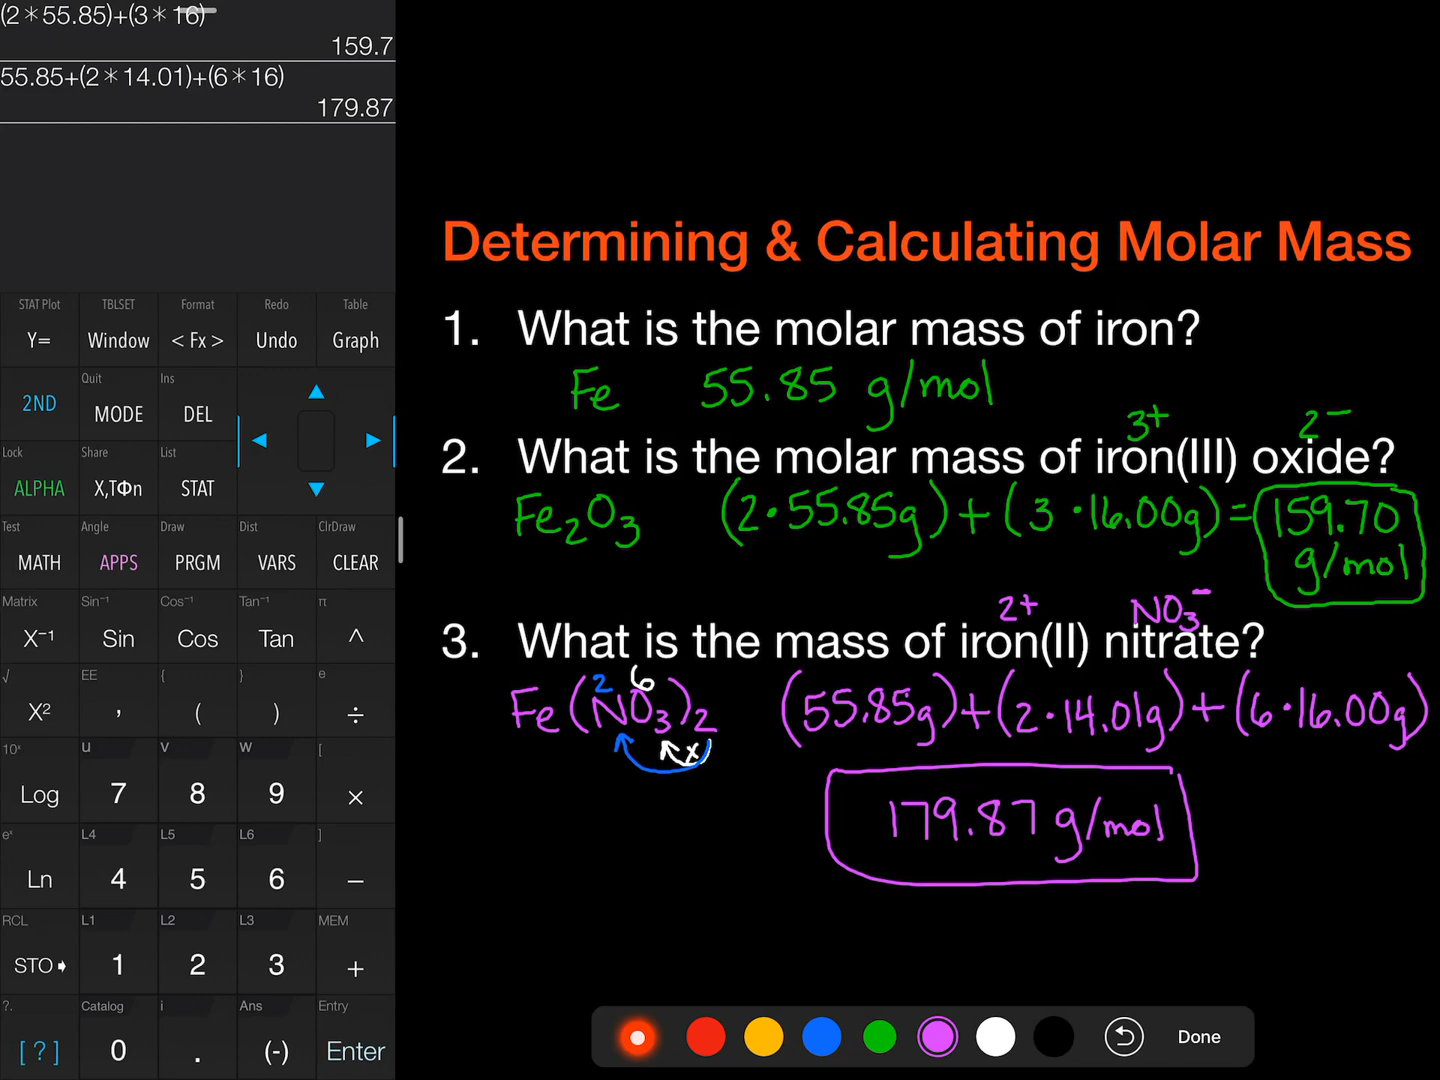 (2*55.85)+(3*16)
159.7
55.85+(2*14.01)+(6*16)
179.87
STAT Plot TBLSET Format Redo Table
Y= Window < Fx > Undo Graph
Quit Ins
2ND MODE DEL
Lock Share List
ALPHA X,TΦn STAT
Test Angle Draw Dist ClrDraw
MATH APPS PRGM VARS CLEAR
Matrix Sin⁻¹ Cos⁻¹ Tan⁻¹ π
X⁻¹ Sin Cos Tan ^
√ EE { } e
X² , ( ) ÷
10ˣ u v w [
Log 7 8 9 ×
eˣ L4 L5 L6 ]
Ln 4 5 6 −
RCL L1 L2 L3 MEM
STO➧ 1 2 3 +
?. Catalog i Ans Entry
[ ? ] 0 . (-) Enter
Determining & Calculating Molar Mass
1. What is the molar mass of iron?
Fe 55.85 g/mol
3+ 2−
2. What is the molar mass of iron(III) oxide?
Fe₂O₃ (2·55.85g)+(3·16.00g)=159.70
g/mol
2+ NO₃⁻
3. What is the mass of iron(II) nitrate?
2 6
Fe(NO₃)₂ (55.85g)+(2·14.01g)+(6·16.00g)
x
179.87 g/mol
Done